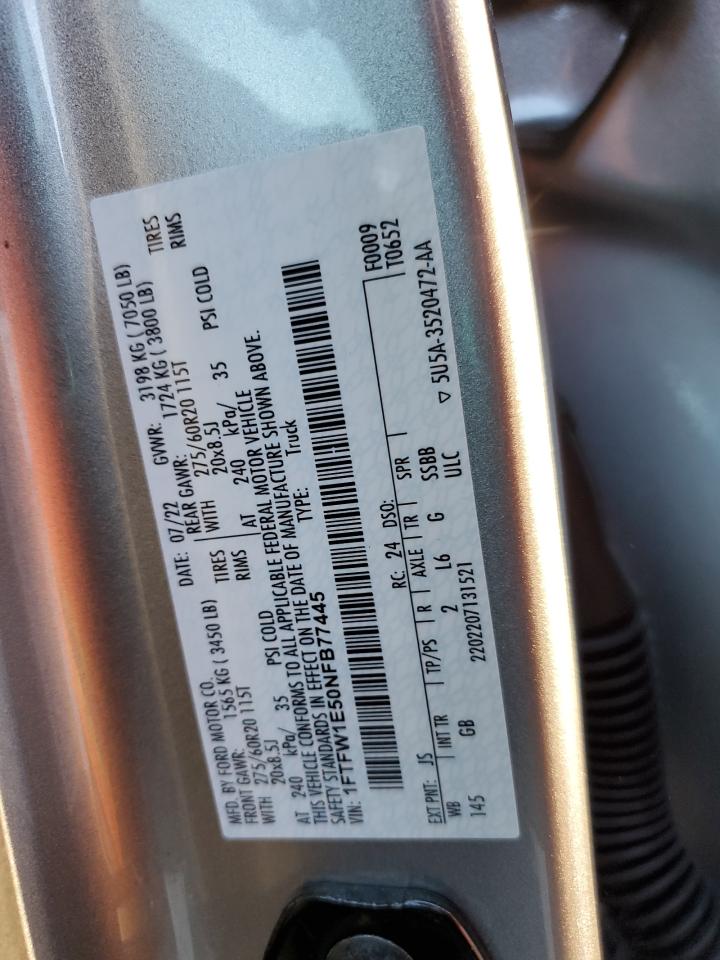 MFD. BY FORD MOTOR CO.
DATE: 07/22 GVWR: 3198 KG ( 7050 LB)
FRONT GAWR: 1565 KG ( 3450 LB) REAR GAWR: 1724 KG ( 3800 LB)
WITH 275/60R20 115T TIRES WITH 275/60R20 115T TIRES
20x8.5J RIMS 20x8.5J RIMS
AT 240 kPa/ 35 PSI COLD AT 240 kPa/ 35 PSI COLD
THIS VEHICLE CONFORMS TO ALL APPLICABLE FEDERAL MOTOR VEHICLE
SAFETY STANDARDS IN EFFECT ON THE DATE OF MANUFACTURE SHOWN ABOVE.
VIN: 1FTFW1E50NFB77445 TYPE: Truck
F0009
T0652
EXT PNT: JS RC: 24 DSO:
WB INT TR TP/PS R AXLE TR SPR
145 GB 2 L6 G SSBB
2202207131521 ULC ▽ 5U5A-3520472-AA